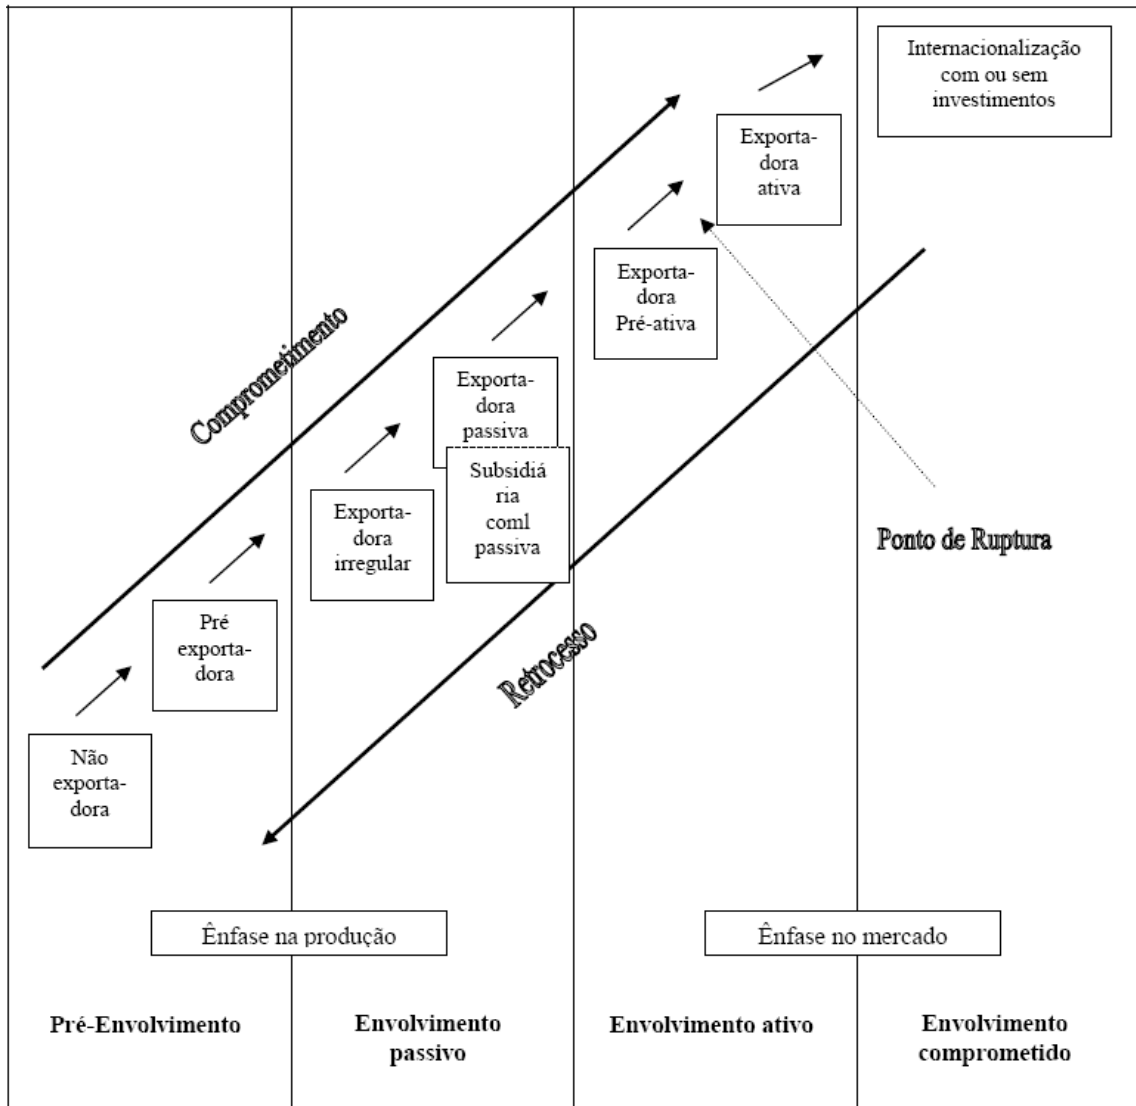 Internacionalização
com ou sem
investimentos
Exporta-
dora
ativa
Exporta-
dora
Pré-ativa
Comprometimento
Exporta-
dora
passiva
Subsidiá
ria
coml
passiva
Exporta-
dora
irregular
Ponto de Ruptura
Pré
exporta-
dora
Retrocesso
Não
exporta-
dora
Ênfase na produção
Ênfase no mercado
Pré-Envolvimento
Envolvimento
passivo
Envolvimento ativo
Envolvimento
comprometido